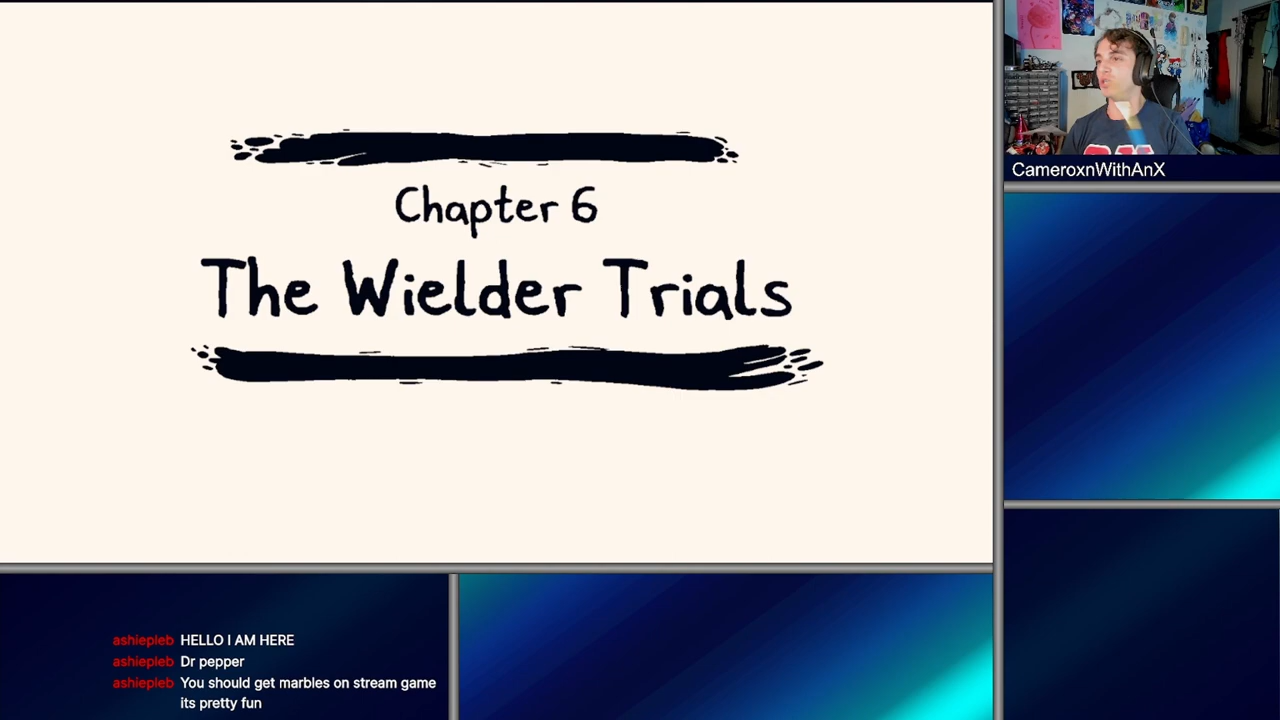 Chapter 6
The Wielder Trials
CameroxnWithAnX
ashiepleb HELLO I AM HERE
ashiepleb Dr pepper
ashiepleb You should get marbles on stream game
its pretty fun